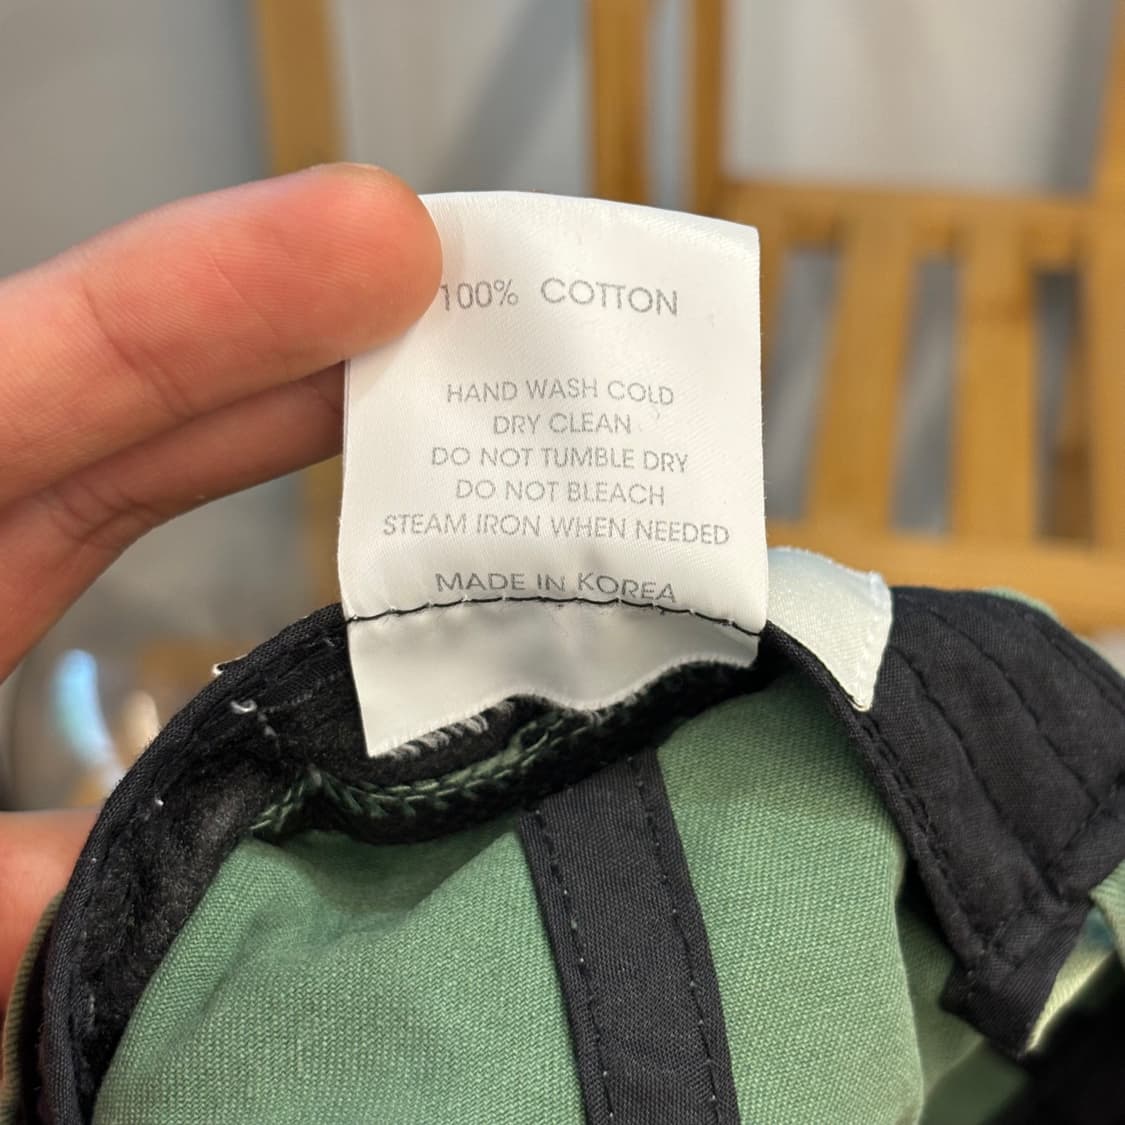 100% COTTON
HAND WASH COLD
DRY CLEAN
DO NOT TUMBLE DRY
DO NOT BLEACH
STEAM IRON WHEN NEEDED
MADE IN KOREA